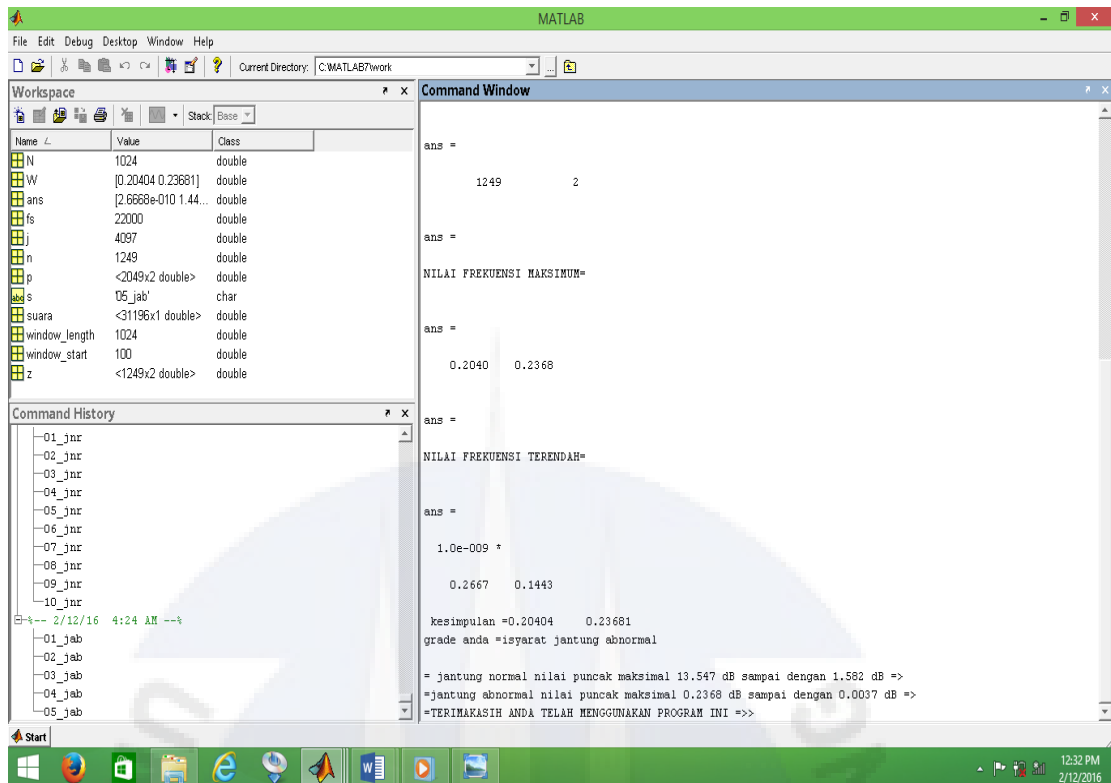 MATLAB
File Edit Debug Desktop Window Help
Current Directory: C:\MATLAB7\work
Workspace
Stack: Base
Name Value Class
N 1024 double
W [0.20404 0.23681] double
ans [2.6668e-010 1.44... double
fs 22000 double
j 4097 double
n 1249 double
p <2049x2 double> double
abc s '05_jab' char
suara <31196x1 double> double
window_length 1024 double
window_start 100 double
z <1249x2 double> double
Command History
01_jnr
02_jnr
03_jnr
04_jnr
05_jnr
06_jnr
07_jnr
08_jnr
09_jnr
10_jnr
%-- 2/12/16 4:24 AM --%
01_jab
02_jab
03_jab
04_jab
05_jab
Command Window
ans =
1249 2
ans =
NILAI FREKUENSI MAKSIMUM=
ans =
0.2040 0.2368
ans =
NILAI FREKUENSI TERENDAH=
ans =
1.0e-009 *
0.2667 0.1443
kesimpulan =0.20404 0.23681
grade anda =isyarat jantung abnormal
= jantung normal nilai puncak maksimal 13.547 dB sampai dengan 1.582 dB =>
=jantung abnormal nilai puncak maksimal 0.2368 dB sampai dengan 0.0037 dB =>
=TERIMAKASIH ANDA TELAH MENGGUNAKAN PROGRAM INI =>>
Start
12:32 PM
2/12/2016